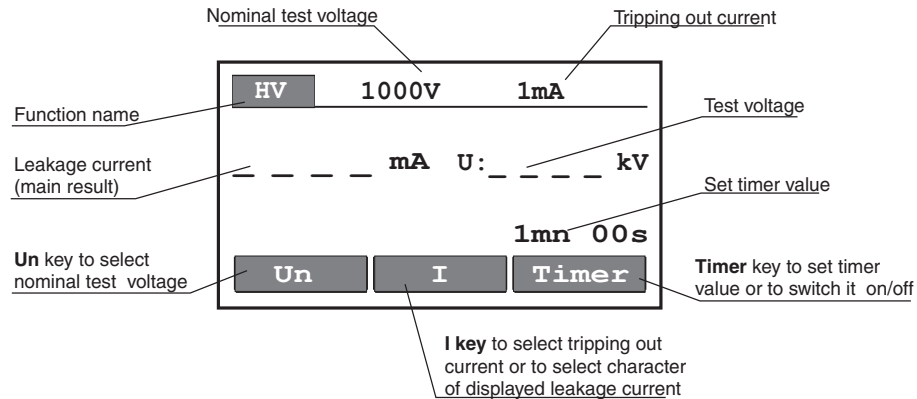 Nominal test voltage
Tripping out current
HV 1000V 1mA
Function name
Test voltage
Leakage current
(main result)
_ _ _ _ mA U:_ _ _ _ kV
Set timer value
1mn 00s
Un key to select
nominal test voltage
Un I Timer
Timer key to set timer
value or to switch it on/off
I key to select tripping out
current or to select character
of displayed leakage current